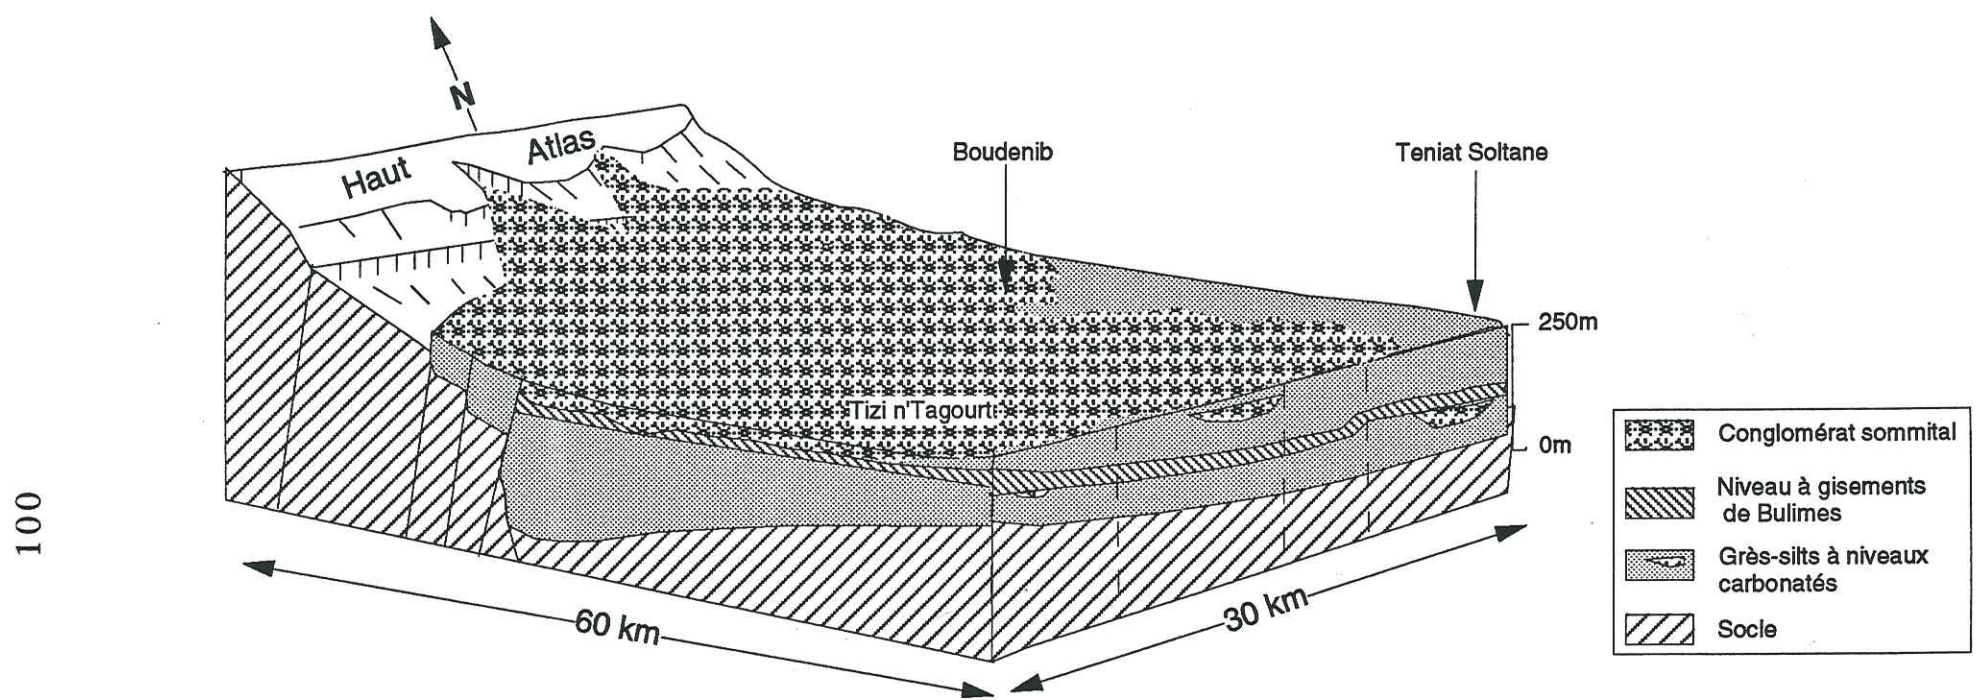 N
Haut Atlas
Boudenib
Teniat Soltane
250m
0m
Tizi n'Tagourt
60 km
30 km
Conglomérat sommital
Niveau à gisements
de Bulimes
Grès-silts à niveaux
carbonatés
Socle
100